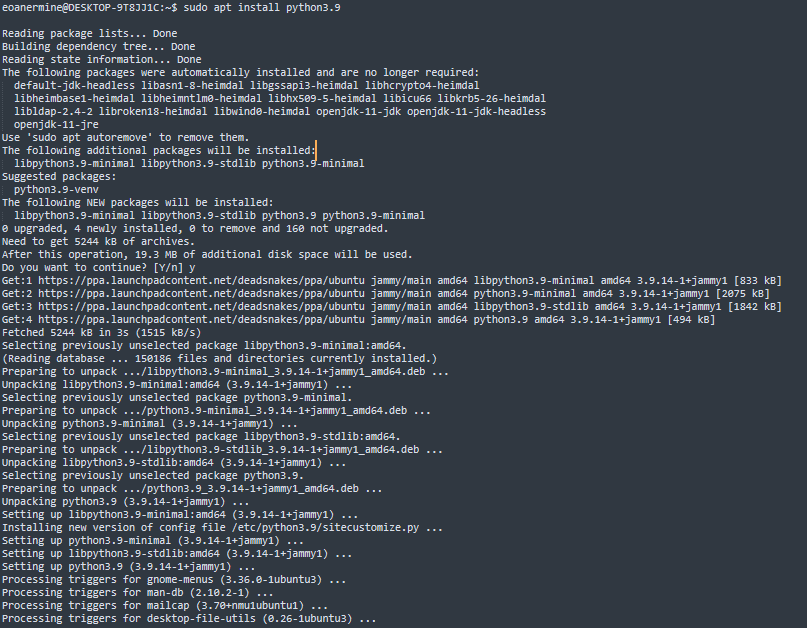 eoanermine@DESKTOP-9T8JJ1C:~$ sudo apt install python3.9
Reading package lists... Done
Building dependency tree... Done
Reading state information... Done
The following packages were automatically installed and are no longer required:
  default-jdk-headless libasn1-8-heimdal libgssapi3-heimdal libhcrypto4-heimdal
  libheimbase1-heimdal libheimntlm0-heimdal libhx509-5-heimdal libicu66 libkrb5-26-heimdal
  libldap-2.4-2 libroken18-heimdal libwind0-heimdal openjdk-11-jdk openjdk-11-jdk-headless
  openjdk-11-jre
Use 'sudo apt autoremove' to remove them.
The following additional packages will be installed:
  libpython3.9-minimal libpython3.9-stdlib python3.9-minimal
Suggested packages:
  python3.9-venv
The following NEW packages will be installed:
  libpython3.9-minimal libpython3.9-stdlib python3.9 python3.9-minimal
0 upgraded, 4 newly installed, 0 to remove and 160 not upgraded.
Need to get 5244 kB of archives.
After this operation, 19.3 MB of additional disk space will be used.
Do you want to continue? [Y/n] y
Get:1 https://ppa.launchpadcontent.net/deadsnakes/ppa/ubuntu jammy/main amd64 libpython3.9-minimal amd64 3.9.14-1+jammy1 [833 kB]
Get:2 https://ppa.launchpadcontent.net/deadsnakes/ppa/ubuntu jammy/main amd64 python3.9-minimal amd64 3.9.14-1+jammy1 [2075 kB]
Get:3 https://ppa.launchpadcontent.net/deadsnakes/ppa/ubuntu jammy/main amd64 libpython3.9-stdlib amd64 3.9.14-1+jammy1 [1842 kB]
Get:4 https://ppa.launchpadcontent.net/deadsnakes/ppa/ubuntu jammy/main amd64 python3.9 amd64 3.9.14-1+jammy1 [494 kB]
Fetched 5244 kB in 3s (1515 kB/s)
Selecting previously unselected package libpython3.9-minimal:amd64.
(Reading database ... 150186 files and directories currently installed.)
Preparing to unpack .../libpython3.9-minimal_3.9.14-1+jammy1_amd64.deb ...
Unpacking libpython3.9-minimal:amd64 (3.9.14-1+jammy1) ...
Selecting previously unselected package python3.9-minimal.
Preparing to unpack .../python3.9-minimal_3.9.14-1+jammy1_amd64.deb ...
Unpacking python3.9-minimal (3.9.14-1+jammy1) ...
Selecting previously unselected package libpython3.9-stdlib:amd64.
Preparing to unpack .../libpython3.9-stdlib_3.9.14-1+jammy1_amd64.deb ...
Unpacking libpython3.9-stdlib:amd64 (3.9.14-1+jammy1) ...
Selecting previously unselected package python3.9.
Preparing to unpack .../python3.9_3.9.14-1+jammy1_amd64.deb ...
Unpacking python3.9 (3.9.14-1+jammy1) ...
Setting up libpython3.9-minimal:amd64 (3.9.14-1+jammy1) ...
Installing new version of config file /etc/python3.9/sitecustomize.py ...
Setting up python3.9-minimal (3.9.14-1+jammy1) ...
Setting up libpython3.9-stdlib:amd64 (3.9.14-1+jammy1) ...
Setting up python3.9 (3.9.14-1+jammy1) ...
Processing triggers for gnome-menus (3.36.0-1ubuntu3) ...
Processing triggers for man-db (2.10.2-1) ...
Processing triggers for mailcap (3.70+nmu1ubuntu1) ...
Processing triggers for desktop-file-utils (0.26-1ubuntu3) ...